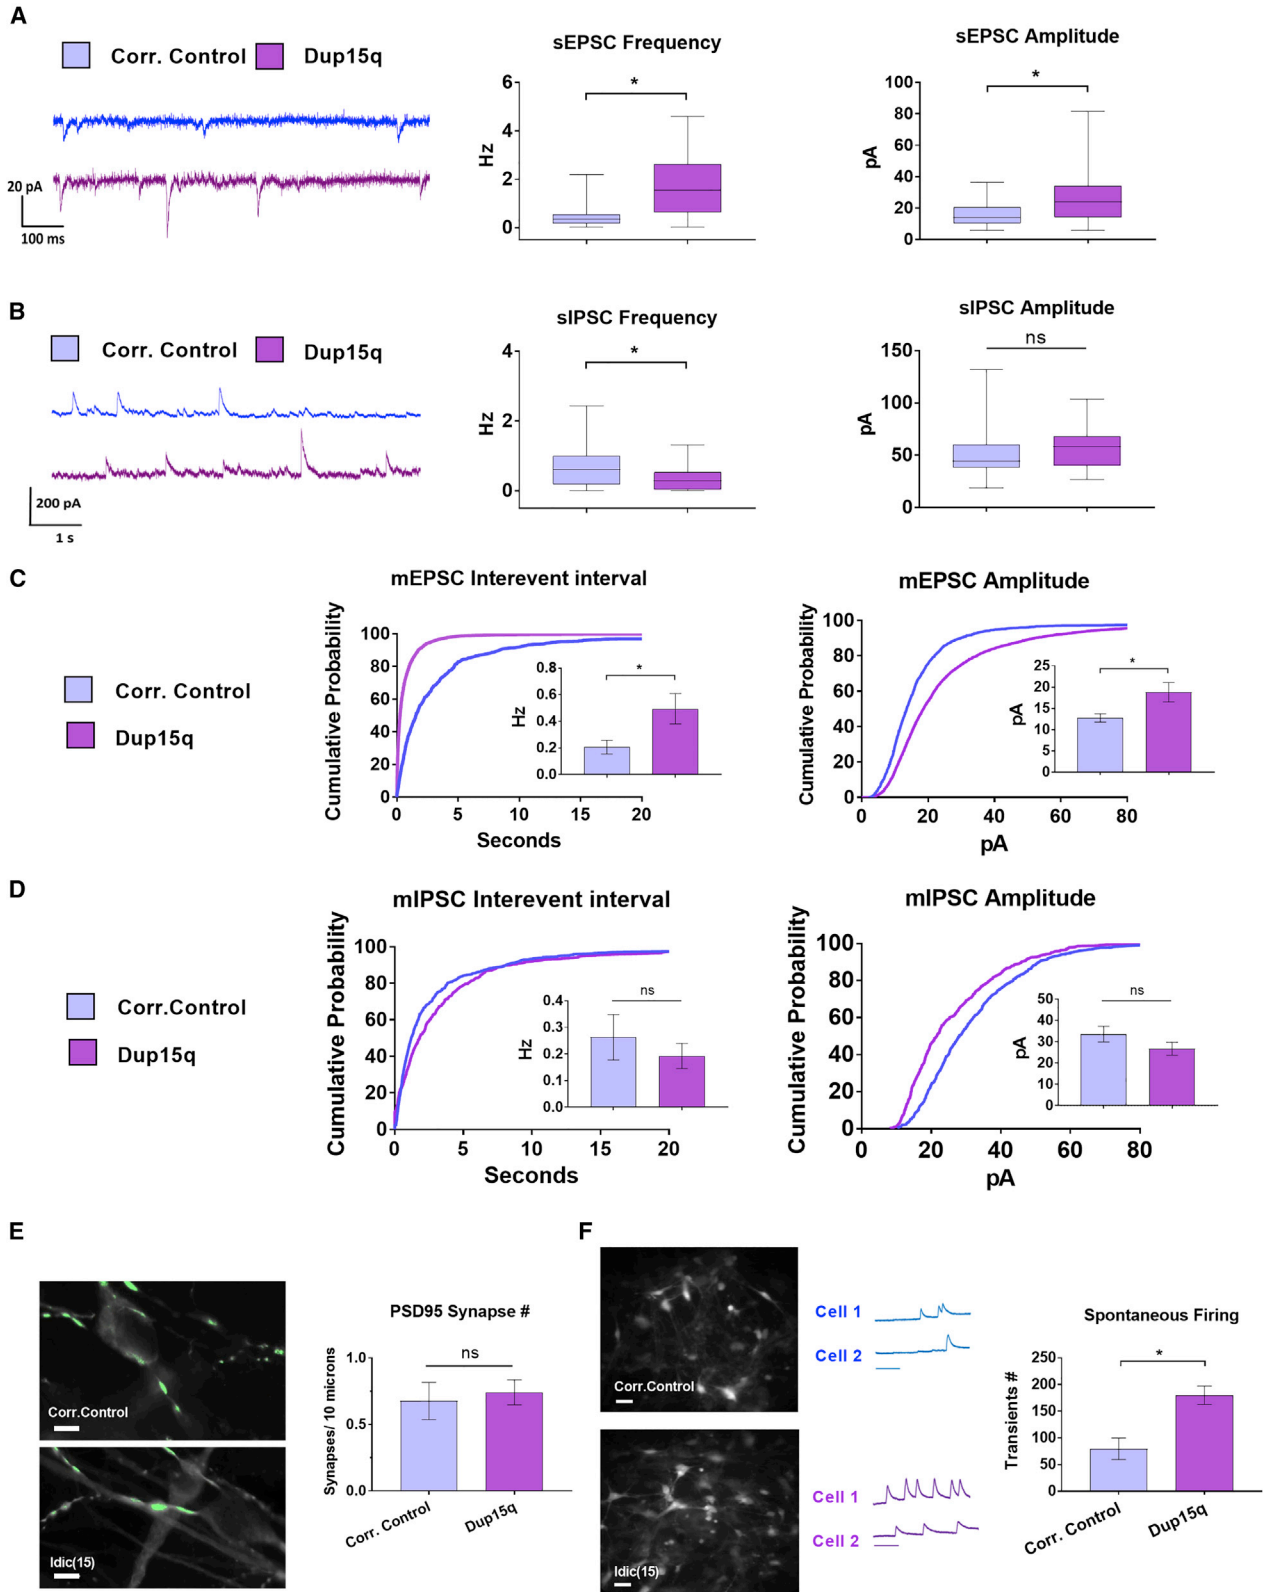 A
Corr. Control
Dup15q
20 pA
100 ms
sEPSC Frequency
*
Hz
6
4
2
0
sEPSC Amplitude
*
pA
100
80
60
40
20
0
B
Corr. Control
Dup15q
200 pA
1 s
sIPSC Frequency
*
Hz
4
2
0
sIPSC Amplitude
ns
pA
150
100
50
0
C
Corr. Control
Dup15q
mEPSC Interevent interval
Cumulative Probability
100
80
60
40
20
0
0 5 10 15 20
Seconds
*
Hz
0.8
0.6
0.4
0.2
0.0
mEPSC Amplitude
Cumulative Probability
100
80
60
40
20
0
0 20 40 60 80
pA
*
pA
25
20
15
10
5
0
D
Corr.Control
Dup15q
mIPSC Interevent interval
Cumulative Probability
100
80
60
40
20
0
0 5 10 15 20
Seconds
ns
Hz
0.4
0.3
0.2
0.1
0.0
mIPSC Amplitude
Cumulative Probability
100
80
60
40
20
0
0 20 40 60 80
pA
ns
pA
50
40
30
20
10
0
E
Corr.Control
Idic(15)
PSD95 Synapse #
ns
Synapses/ 10 microns
1.0
0.5
0.0
Corr. Control
Dup15q
F
Corr.Control
Idic(15)
Cell 1
Cell 2
Cell 1
Cell 2
Spontaneous Firing
*
Transients #
250
200
150
100
50
0
Corr. Control
Dup15q